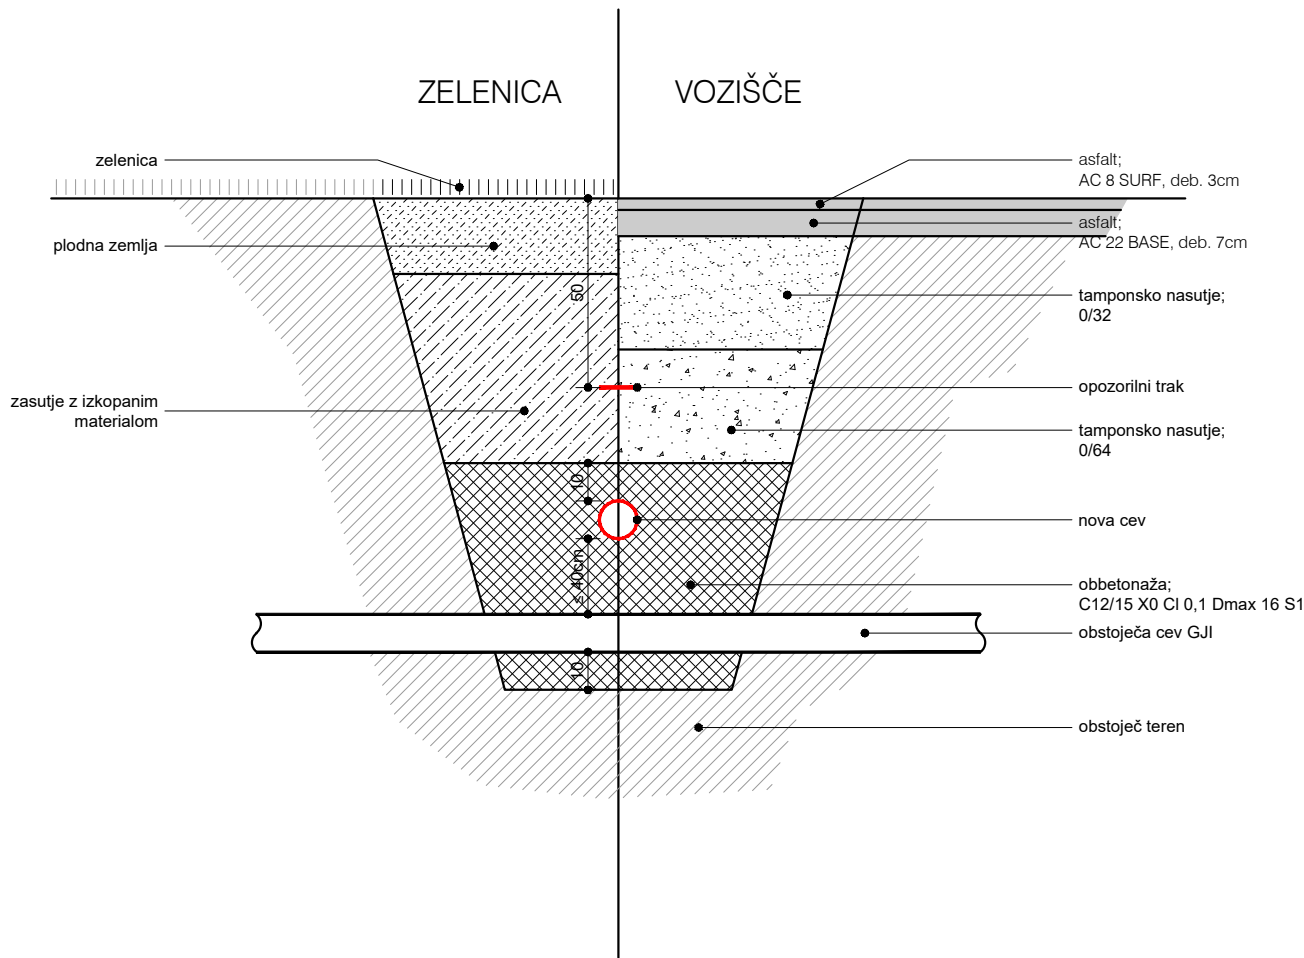 ZELENICA
VOZIŠČE
zelenica
plodna zemlja
zasutje z izkopanim
materialom
50
10
≤ 40cm
10
asfalt;
AC 8 SURF, deb. 3cm
asfalt;
AC 22 BASE, deb. 7cm
tamponsko nasutje;
0/32
opozorilni trak
tamponsko nasutje;
0/64
nova cev
obbetonaža;
C12/15 X0 Cl 0,1 Dmax 16 S1
obstoječa cev GJI
obstoječ teren